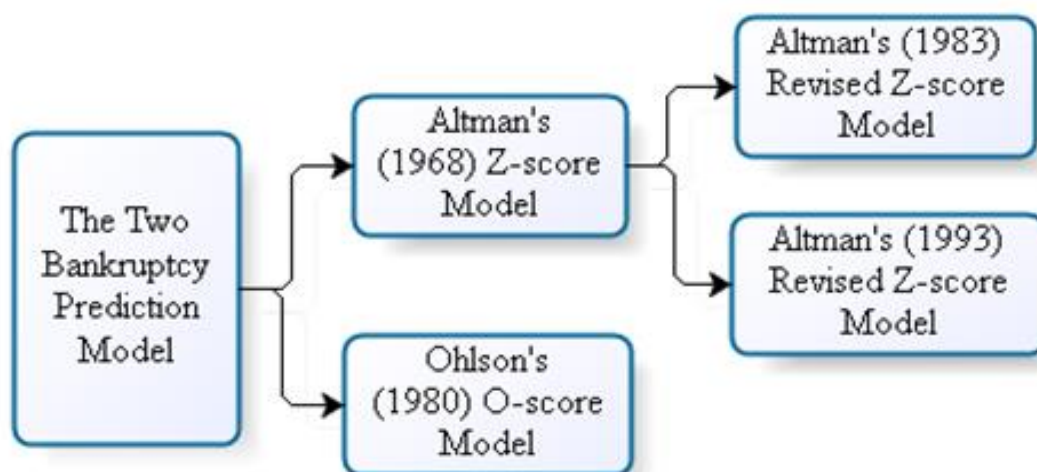 The Two
Bankruptcy
Prediction
Model
Altman's
(1968) Z-score
Model
Ohlson's
(1980) O-score
Model
Altman's (1983)
Revised Z-score
Model
Altman's (1993)
Revised Z-score
Model